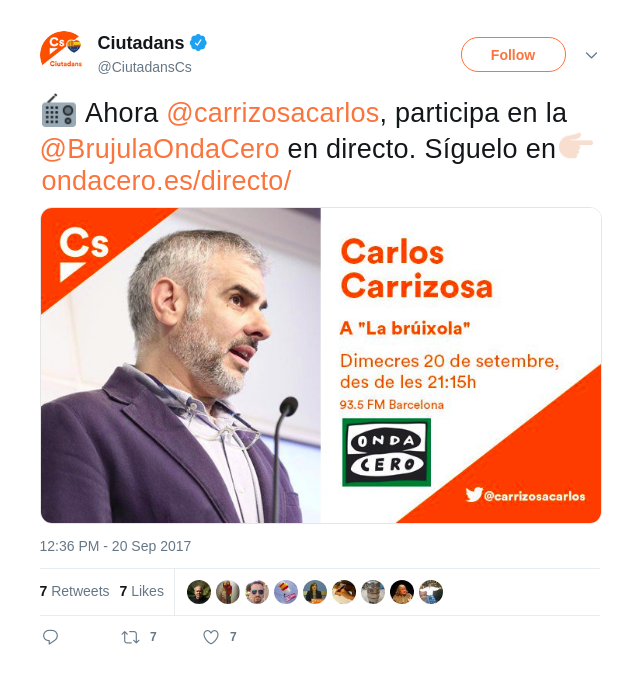 Cs
Ciutadans
Ciutadans
@CiutadansCs
Follow
Ahora @carrizosacarlos, participa en la
@BrujulaOndaCero en directo. Síguelo en
ondacero.es/directo/
Cs
Carlos
Carrizosa
A "La brúixola"
Dimecres 20 de setembre,
des de les 21:15h
93.5 FM Barcelona
ONDA
CERO
@carrizosacarlos
12:36 PM - 20 Sep 2017
7 Retweets 7 Likes
7 7